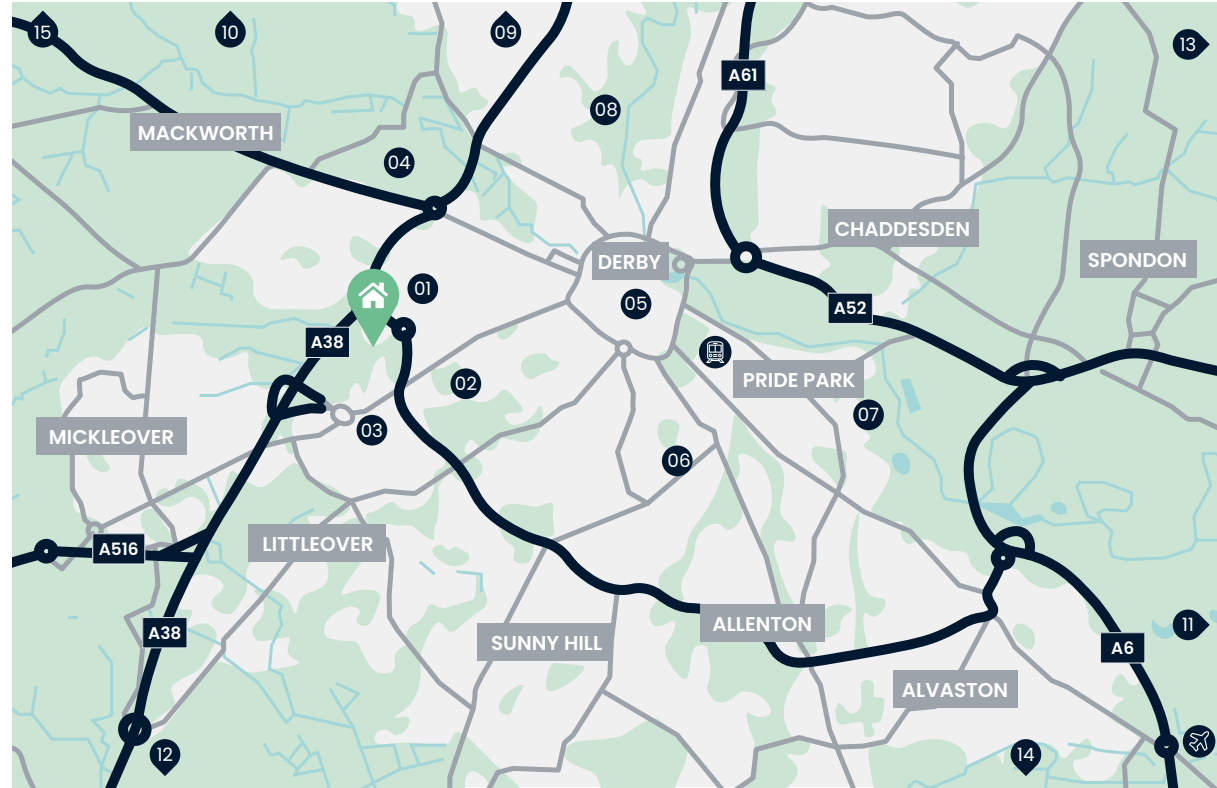 15
10
09
13
A61
08
MACKWORTH
04
CHADDESDEN
DERBY
SPONDON
01
05
A52
A38
PRIDE PARK
02
07
03
MICKLEOVER
06
A516
LITTLEOVER
ALLENTON
11
A38
SUNNY HILL
A6
ALVASTON
12
14